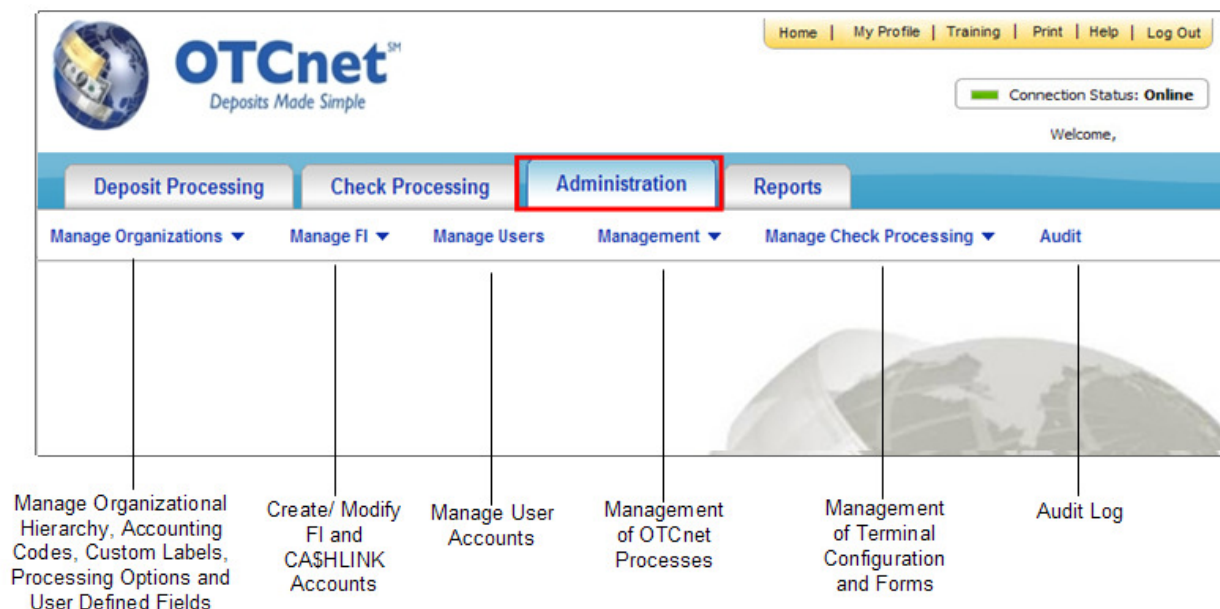 Home | My Profile | Training | Print | Help | Log Out
OTCnet SM
Deposits Made Simple
Connection Status: Online
Welcome,
Deposit Processing
Check Processing
Administration
Reports
Manage Organizations ▼
Manage FI ▼
Manage Users
Management ▼
Manage Check Processing ▼
Audit
Manage Organizational
Hierarchy, Accounting
Codes, Custom Labels,
Processing Options and
User Defined Fields
Create/ Modify
FI and
CA$HLINK
Accounts
Manage User
Accounts
Management
of OTCnet
Processes
Management
of Terminal
Configuration
and Forms
Audit Log